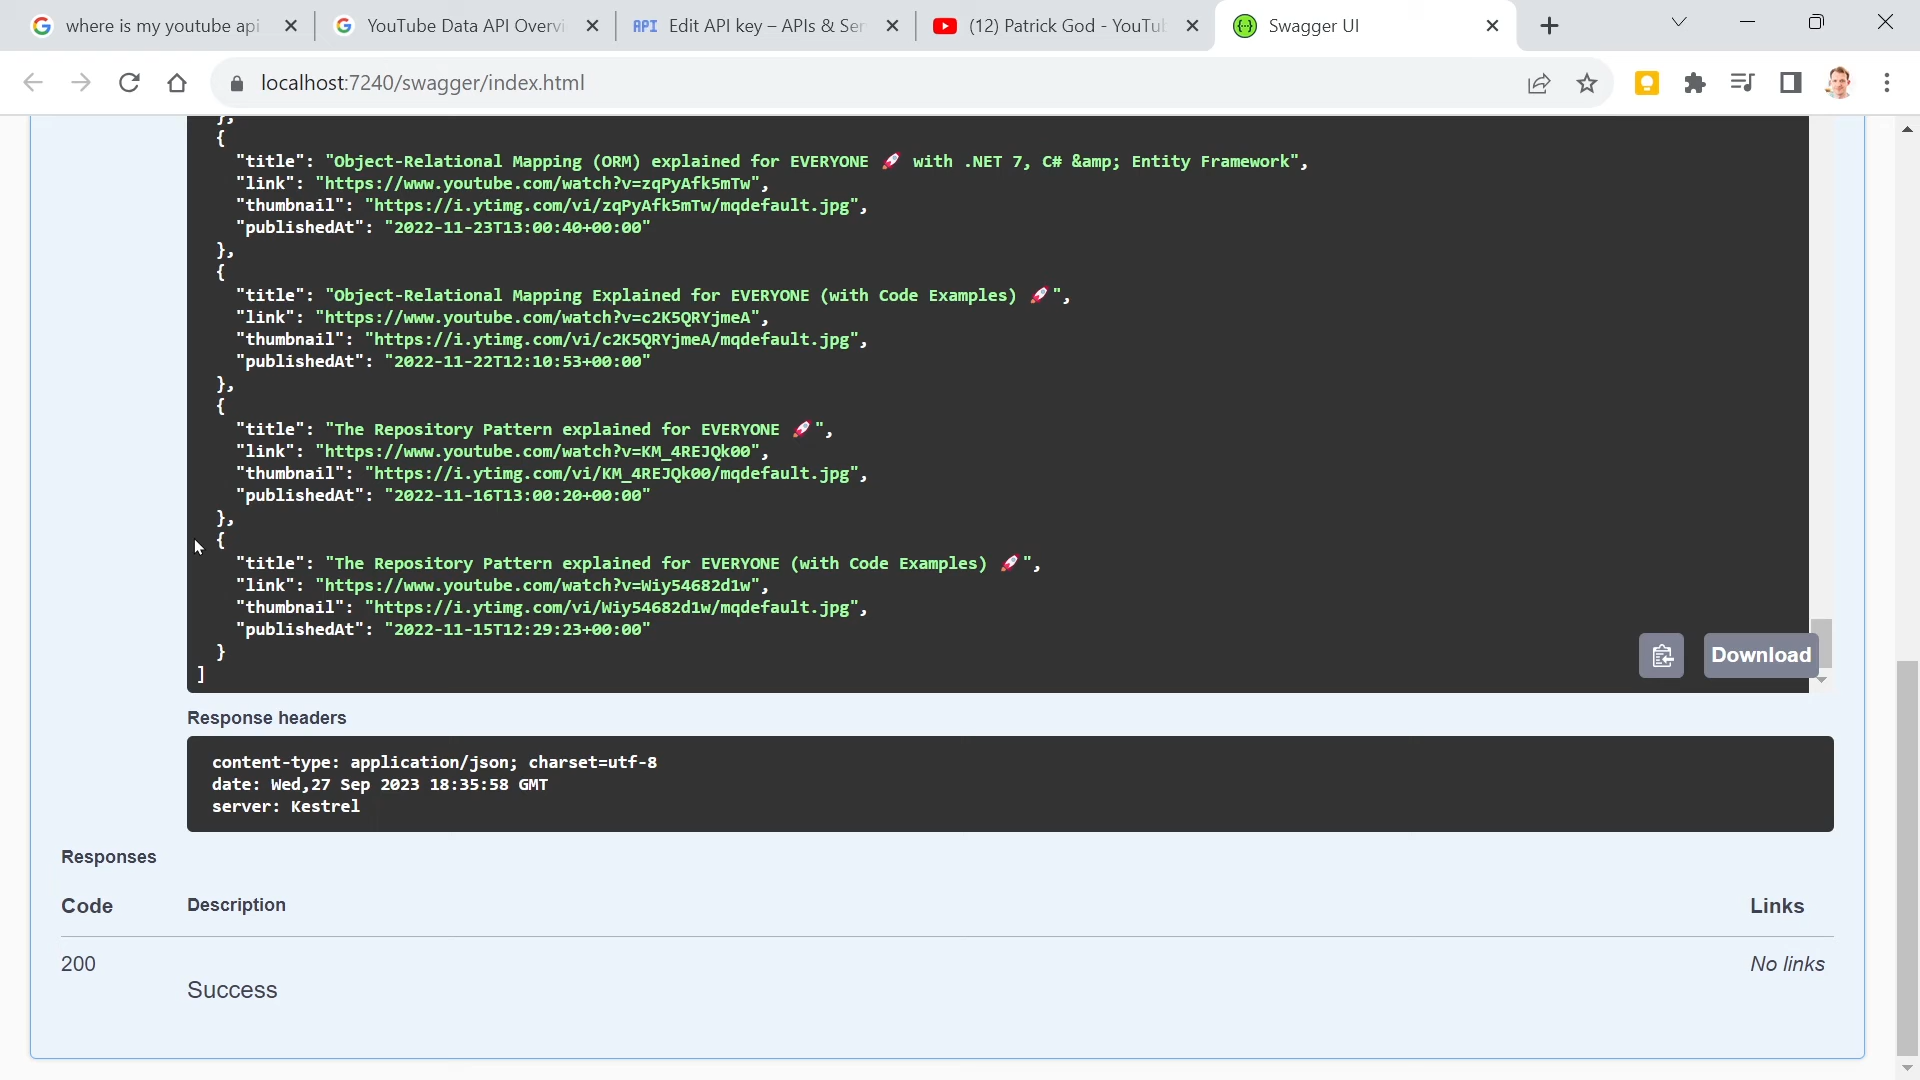 where is my youtube api
YouTube Data API Overvi
API Edit API key – APIs & Ser
(12) Patrick God - YouTub
Swagger UI
localhost:7240/swagger/index.html
},
{
"title": "Object-Relational Mapping (ORM) explained for EVERYONE 🚀 with .NET 7, C# &amp; Entity Framework",
"link": "https://www.youtube.com/watch?v=zqPyAfk5mTw",
"thumbnail": "https://i.ytimg.com/vi/zqPyAfk5mTw/mqdefault.jpg",
"publishedAt": "2022-11-23T13:00:40+00:00"
},
{
"title": "Object-Relational Mapping Explained for EVERYONE (with Code Examples) 🚀",
"link": "https://www.youtube.com/watch?v=c2K5QRYjmeA",
"thumbnail": "https://i.ytimg.com/vi/c2K5QRYjmeA/mqdefault.jpg",
"publishedAt": "2022-11-22T12:10:53+00:00"
},
{
"title": "The Repository Pattern explained for EVERYONE 🚀",
"link": "https://www.youtube.com/watch?v=KM_4REJQk00",
"thumbnail": "https://i.ytimg.com/vi/KM_4REJQk00/mqdefault.jpg",
"publishedAt": "2022-11-16T13:00:20+00:00"
},
{
"title": "The Repository Pattern explained for EVERYONE (with Code Examples) 🚀",
"link": "https://www.youtube.com/watch?v=Wiy54682d1w",
"thumbnail": "https://i.ytimg.com/vi/Wiy54682d1w/mqdefault.jpg",
"publishedAt": "2022-11-15T12:29:23+00:00"
}
]
Download
Response headers
content-type: application/json; charset=utf-8
date: Wed,27 Sep 2023 18:35:58 GMT
server: Kestrel
Responses
Code Description Links
200 No links
Success